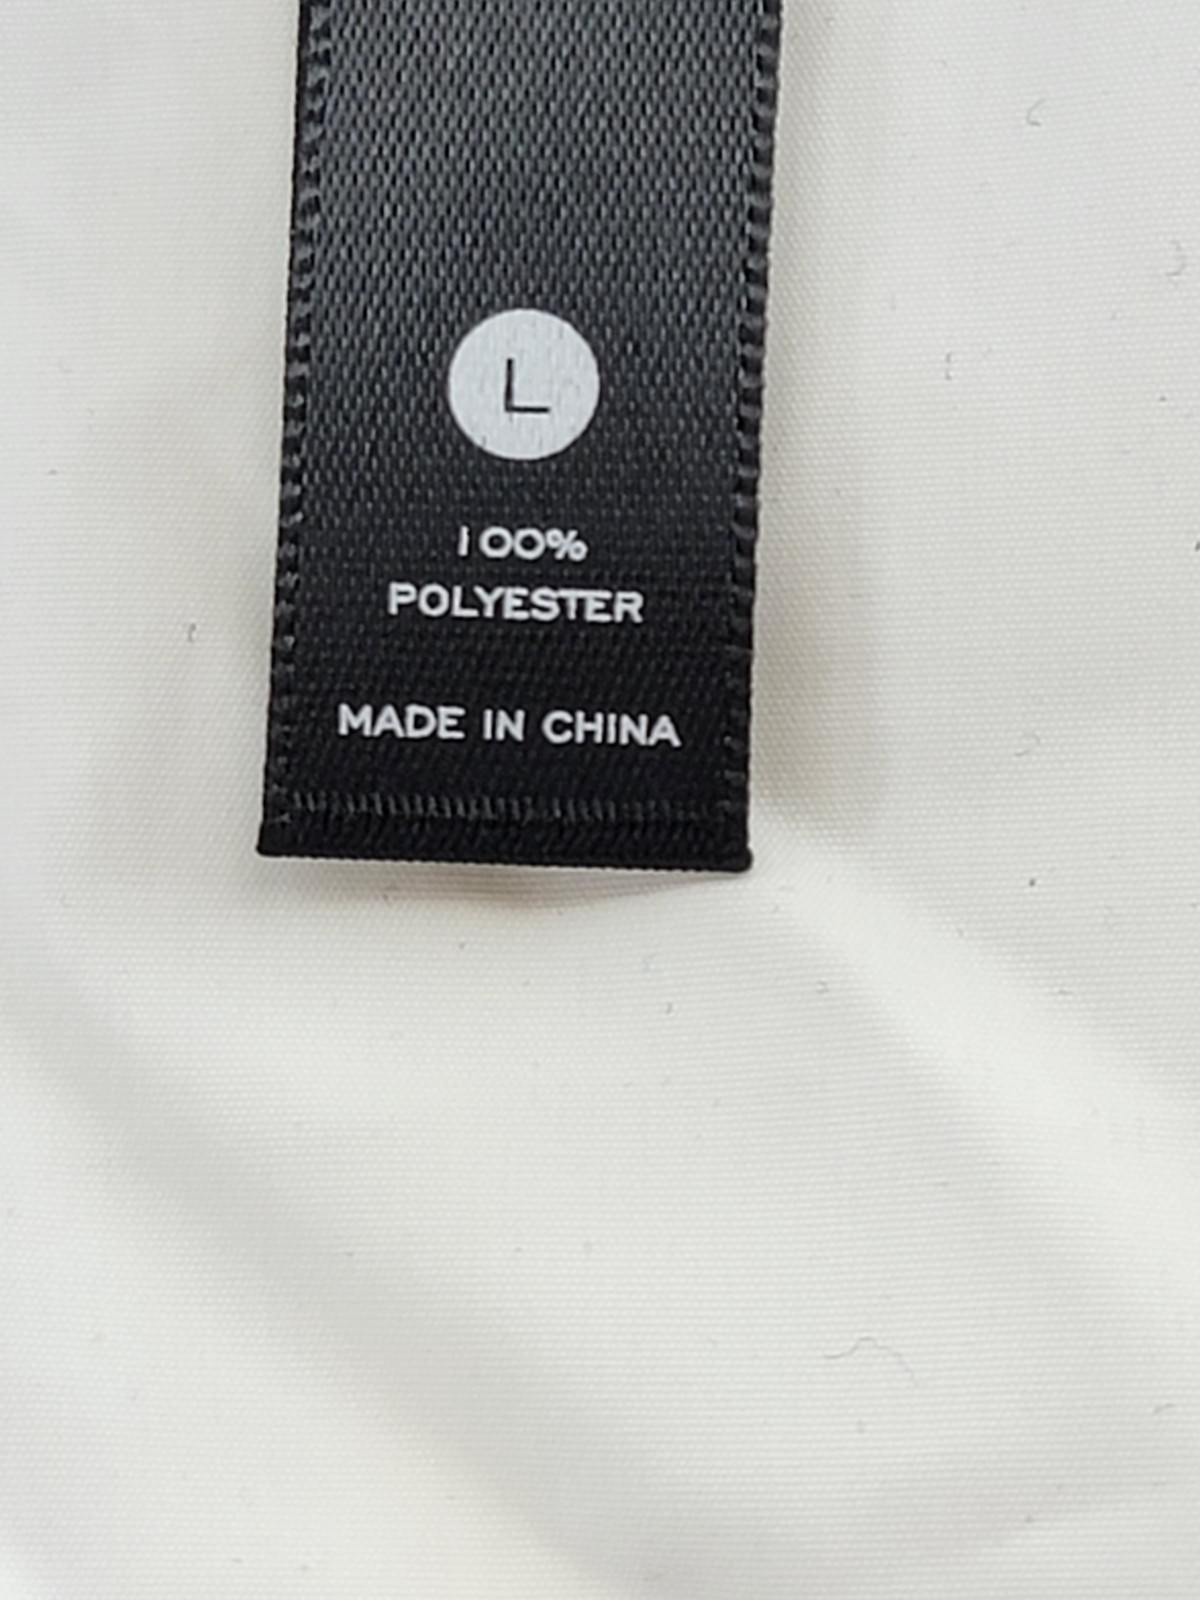 L
100%
POLYESTER
MADE IN CHINA